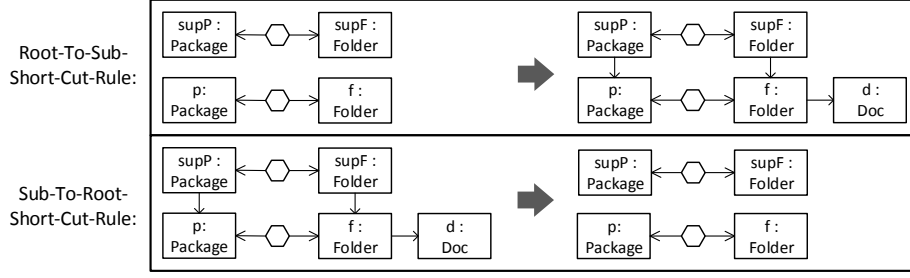 Root-To-Sub-
Short-Cut-Rule:
supP :
Package
supF :
Folder
p:
Package
f :
Folder
supP :
Package
supF :
Folder
p:
Package
f :
Folder
d :
Doc
Sub-To-Root-
Short-Cut-Rule:
supP :
Package
supF :
Folder
p:
Package
f :
Folder
d :
Doc
supP :
Package
supF :
Folder
p:
Package
f :
Folder